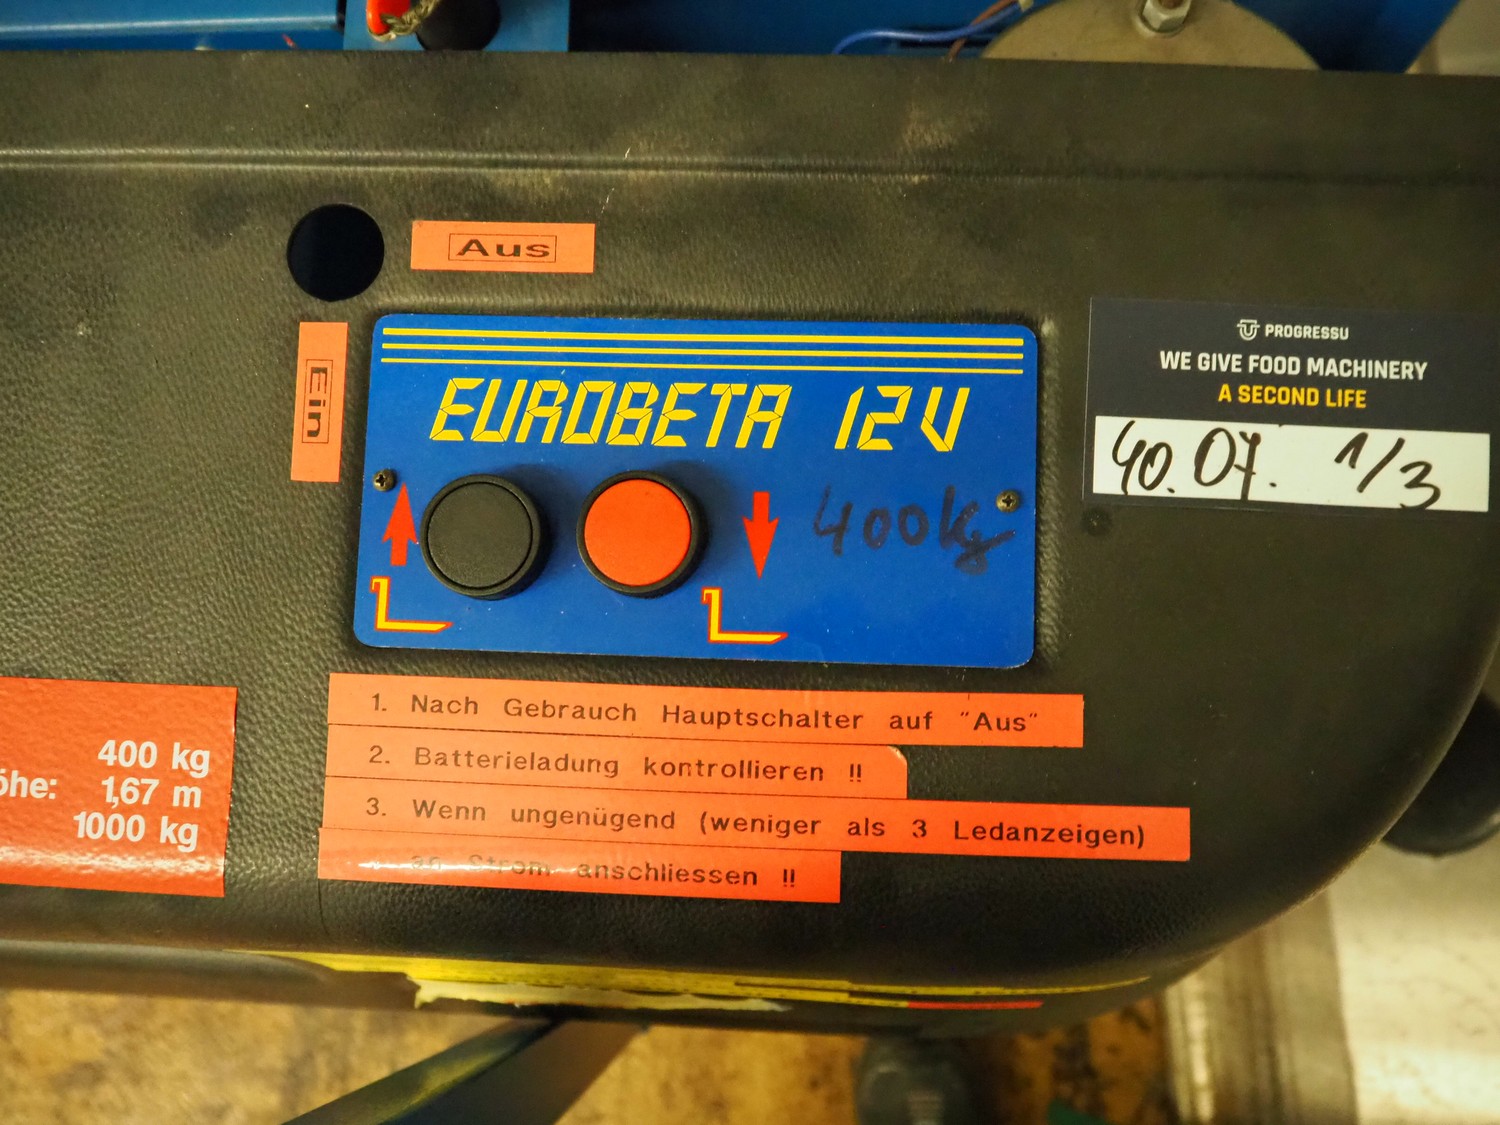 Aus
Ein
EUROBETA 12V
400kg
PROGRESSU
WE GIVE FOOD MACHINERY
A SECOND LIFE
40.07. 1/3
400 kg
öhe: 1,67 m
1000 kg
1. Nach Gebrauch Hauptschalter auf "Aus"
2. Batterieladung kontrollieren !!
3. Wenn ungenügend (weniger als 3 Ledanzeigen)
an Strom anschliessen !!